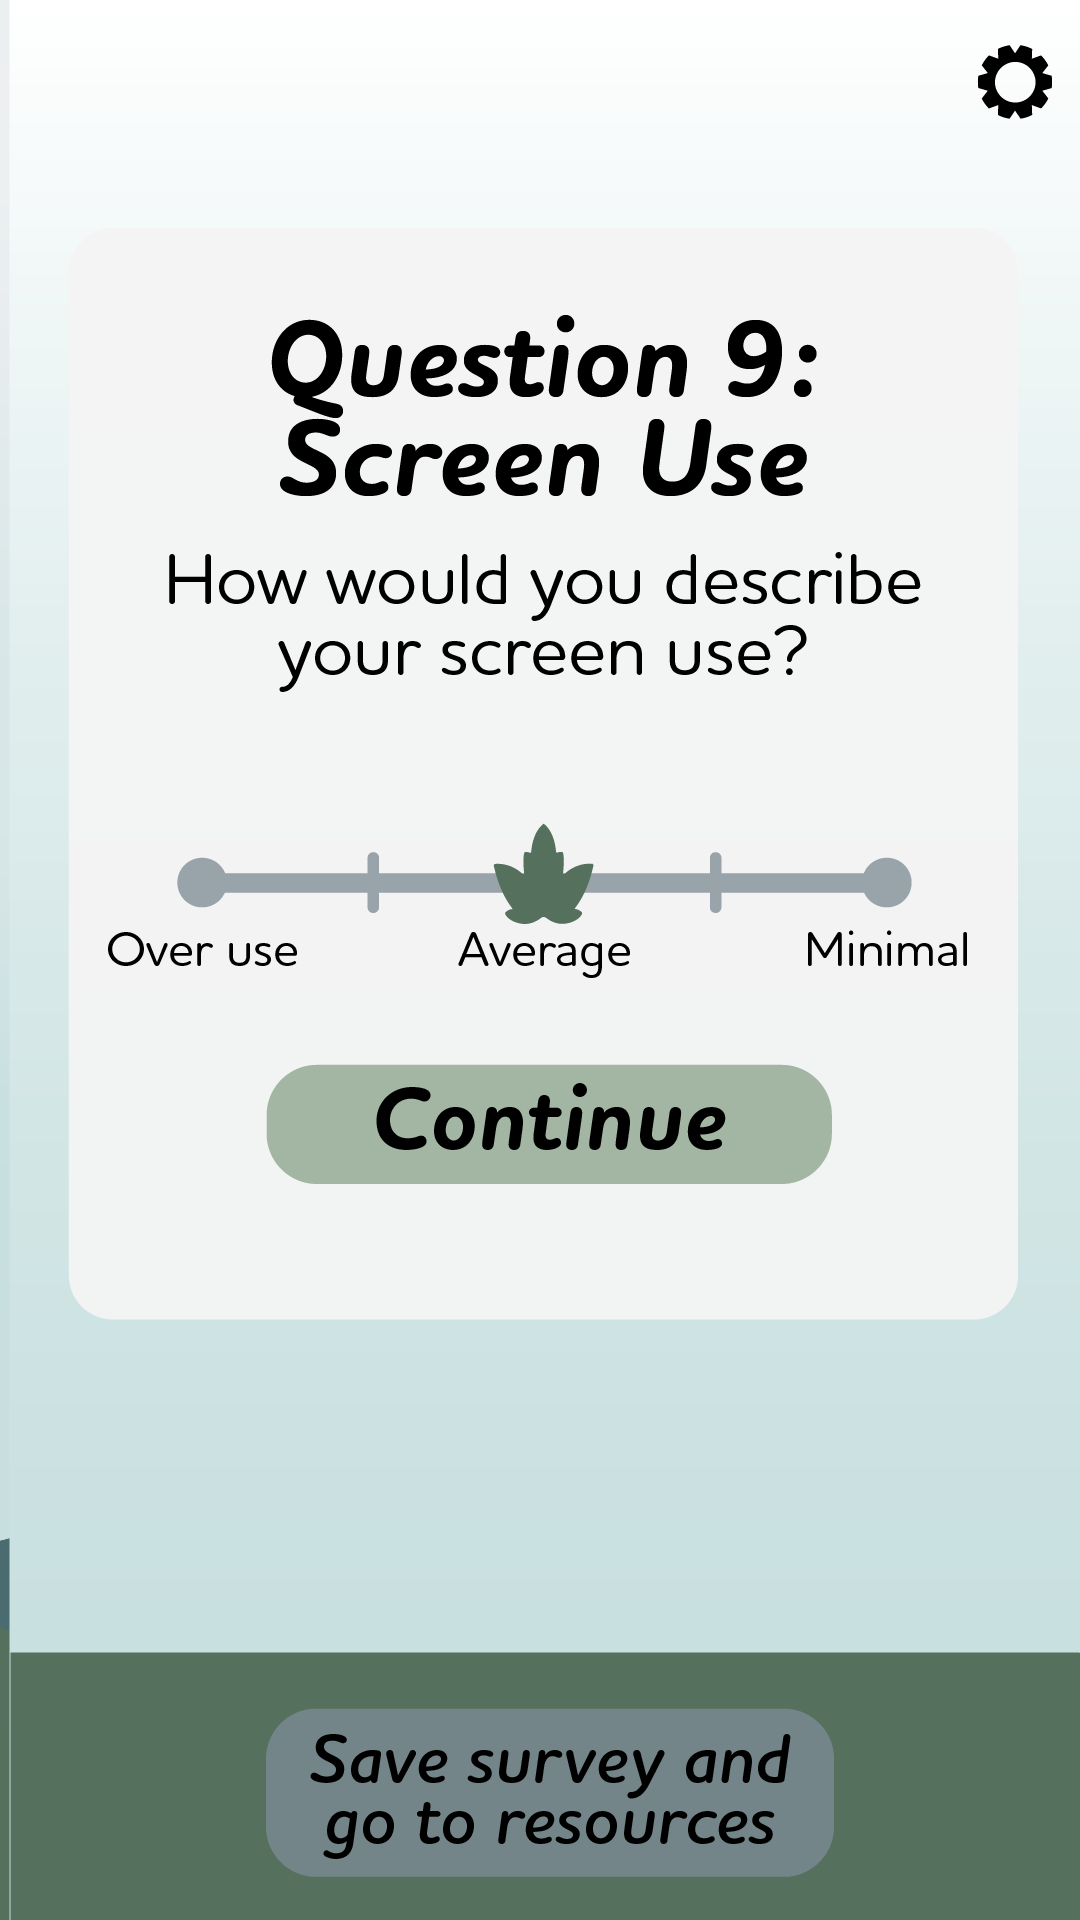 Question 9:
Screen Use
How would you describe
your screen use?
Over use Average Minimal
Continue
Save survey and
go to resources